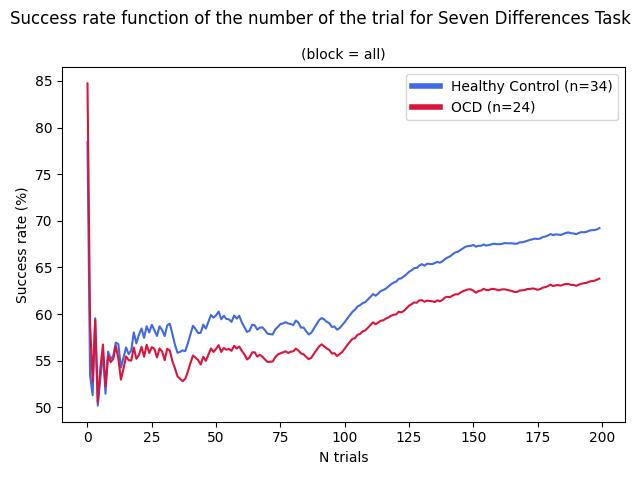 Success rate function of the number of the trial for Seven Differences Task
(block = all)
Healthy Control (n=34)
OCD (n=24)
Success rate (%)
85
80
75
70
65
60
55
50
0 25 50 75 100 125 150 175 200
N trials